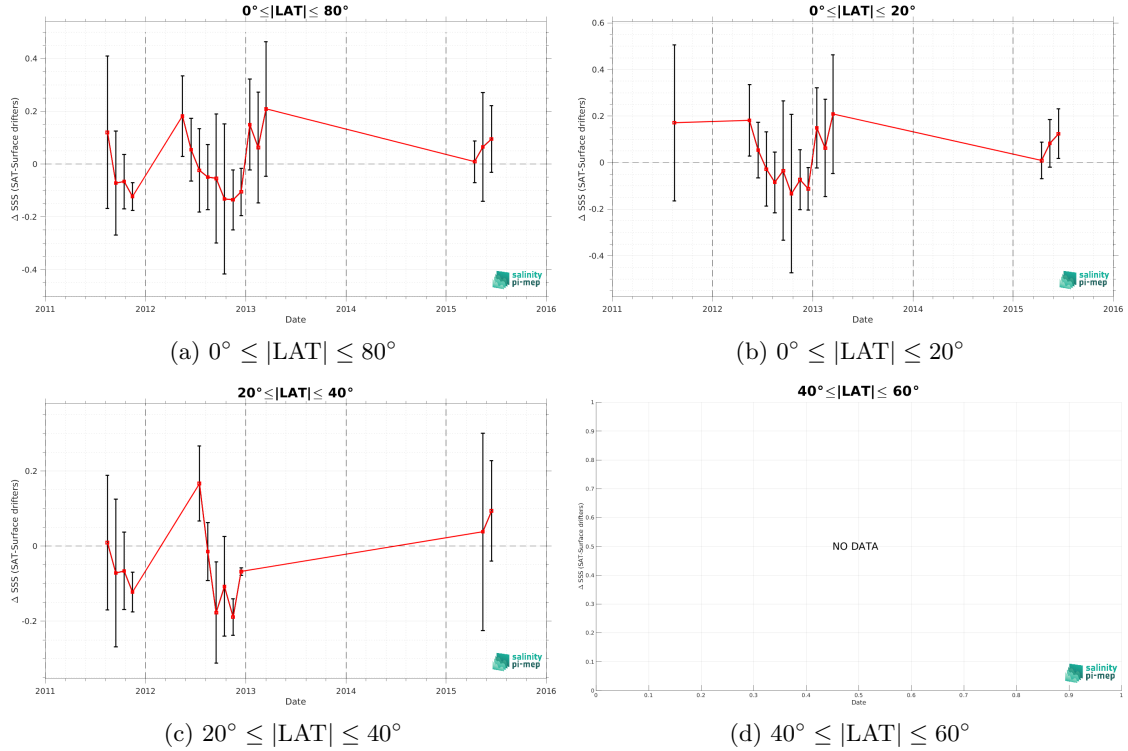 0°≤|LAT|≤ 80°
Δ SSS (SAT-Surface drifters)
0.4
0.2
0
-0.2
-0.4
2011 2012 2013 2014 2015 2016
Date
salinity
pi-mep
(a) 0° ≤ |LAT| ≤ 80°
0°≤|LAT|≤ 20°
Δ SSS (SAT-Surface drifters)
0.6
0.4
0.2
0
-0.2
-0.4
2011 2012 2013 2014 2015 2016
Date
salinity
pi-mep
(b) 0° ≤ |LAT| ≤ 20°
20°≤|LAT|≤ 40°
Δ SSS (SAT-Surface drifters)
0.2
0
-0.2
2011 2012 2013 2014 2015 2016
Date
salinity
pi-mep
(c) 20° ≤ |LAT| ≤ 40°
40°≤|LAT|≤ 60°
Δ SSS (SAT-Surface drifters)
1
0.9
0.8
0.7
0.6
0.5
0.4
0.3
0.2
0.1
0
NO DATA
0 0.1 0.2 0.3 0.4 0.5 0.6 0.7 0.8 0.9 1
Date
salinity
pi-mep
(d) 40° ≤ |LAT| ≤ 60°